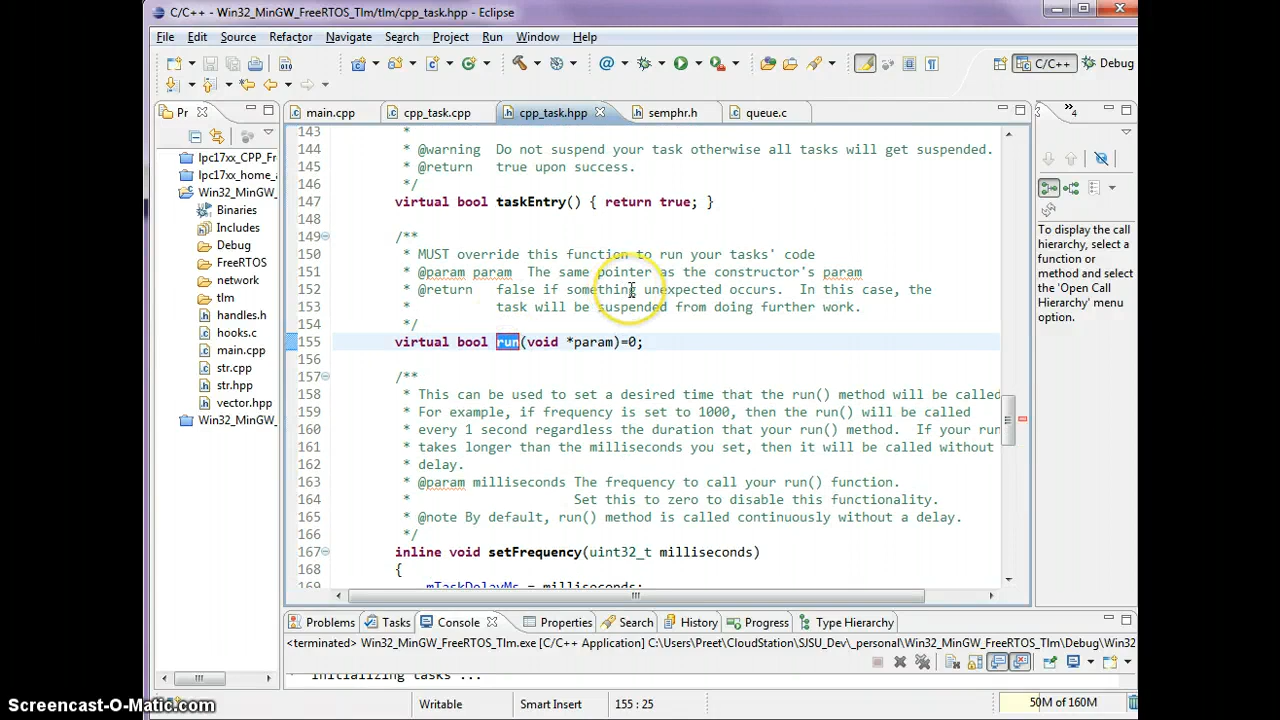 C/C++ - Win32_MinGW_FreeRTOS_Tlm/tlm/cpp_task.hpp - Eclipse
File Edit Source Refactor Navigate Search Project Run Window Help
C/C++ Debug
Pr main.cpp cpp_task.cpp cpp_task.hpp semphr.h queue.c 4
lpc17xx_CPP_Fr
lpc17xx_home_
Win32_MinGW_
Binaries
Includes
Debug
FreeRTOS
network
tlm
handles.h
hooks.c
main.cpp
str.cpp
str.hpp
vector.hpp
Win32_MinGW_
143 *
144 * @warning Do not suspend your task otherwise all tasks will get suspended.
145 * @return true upon success.
146 */
147 virtual bool taskEntry() { return true; }
148
149 /**
150 * MUST override this function to run your tasks' code
151 * @param param The same pointer as the constructor's param
152 * @return false if something unexpected occurs. In this case, the
153 * task will be suspended from doing further work.
154 */
155 virtual bool run(void *param)=0;
156
157 /**
158 * This can be used to set a desired time that the run() method will be called
159 * For example, if frequency is set to 1000, then the run() will be called
160 * every 1 second regardless the duration that your run() method. If your run
161 * takes longer than the milliseconds you set, then it will be called without
162 * delay.
163 * @param milliseconds The frequency to call your run() function.
164 * Set this to zero to disable this functionality.
165 * @note By default, run() method is called continuously without a delay.
166 */
167 inline void setFrequency(uint32_t milliseconds)
168 {
169 mTaskDelayMs = milliseconds;
To display the call
hierarchy, select a
function or method
and select the
'Open Call
Hierarchy' menu
option.
Problems Tasks Console Properties Search History Progress Type Hierarchy
<terminated> Win32_MinGW_FreeRTOS_Tlm.exe [C/C++ Application] C:\Users\Preet\CloudStation\SJSU_Dev\_personal\Win32_MinGW_FreeRTOS_Tlm\Debug\Win32
Initializing tasks ...
Writable Smart Insert 155 : 25 50M of 160M
Screencast-O-Matic.com